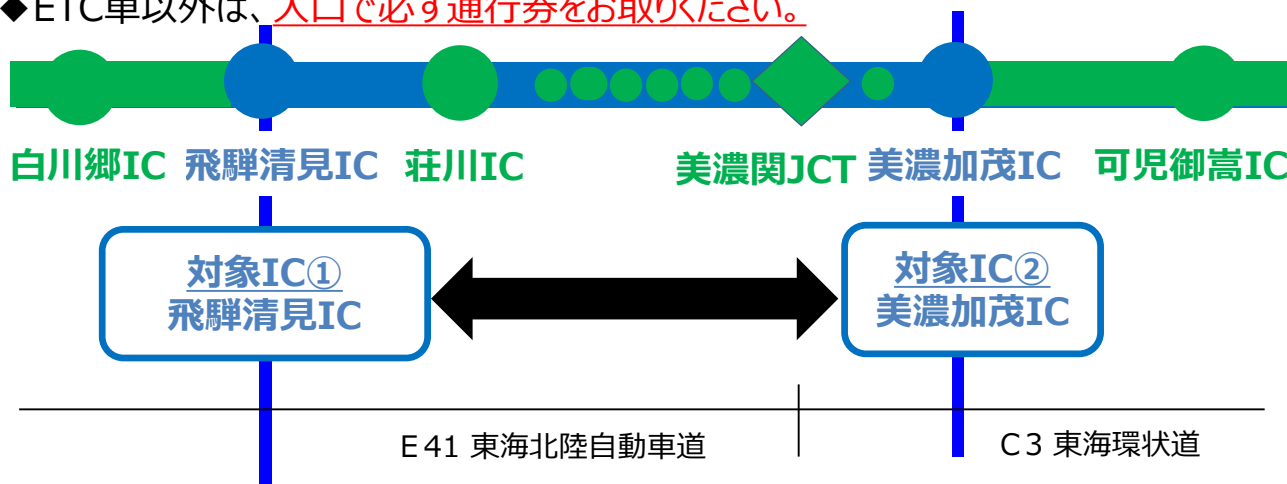 ◆ETC車以外は、入口で必ず通行券をお取りください。
白川郷IC 飛騨清見IC 荘川IC 美濃関JCT 美濃加茂IC 可児御嵩IC
対象IC①
飛騨清見IC
対象IC②
美濃加茂IC
E41 東海北陸自動車道 C3 東海環状道